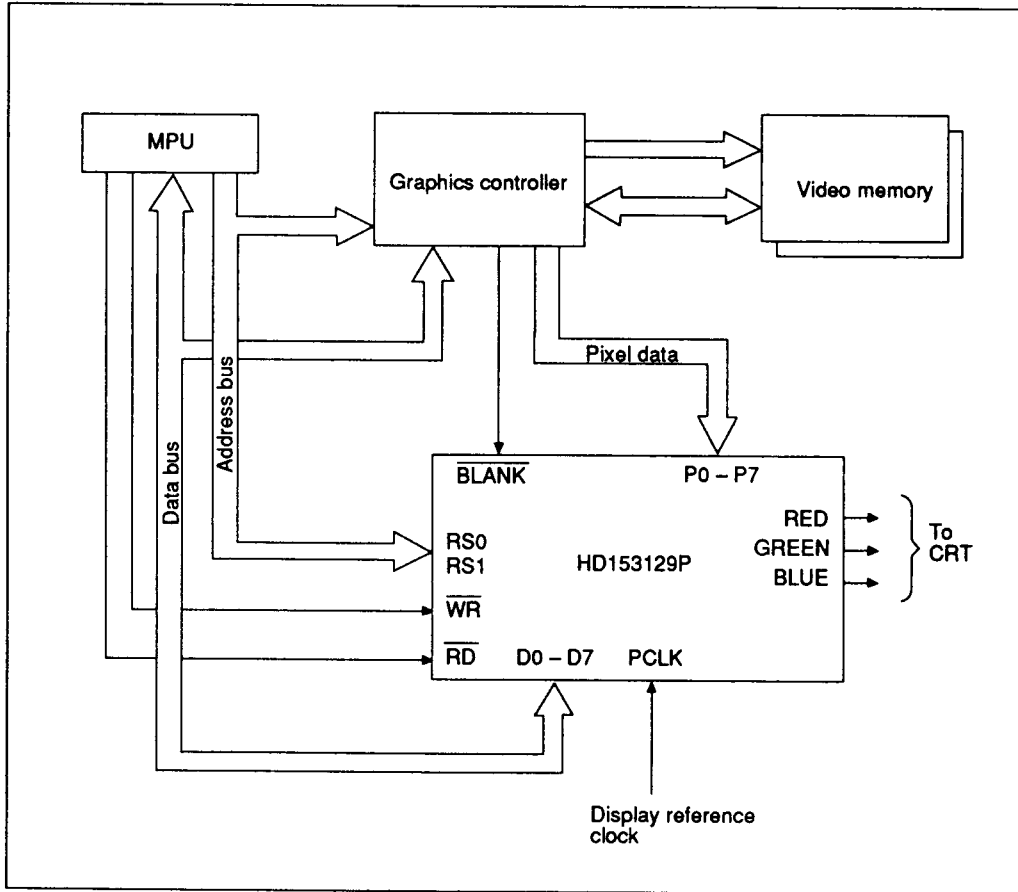 MPU
Graphics controller
Video memory
Pixel data
Data bus
Address bus
BLANK
P0 – P7
RED
GREEN
BLUE
To
CRT
RS0
RS1
HD153129P
WR
RD
D0 – D7
PCLK
Display reference
clock